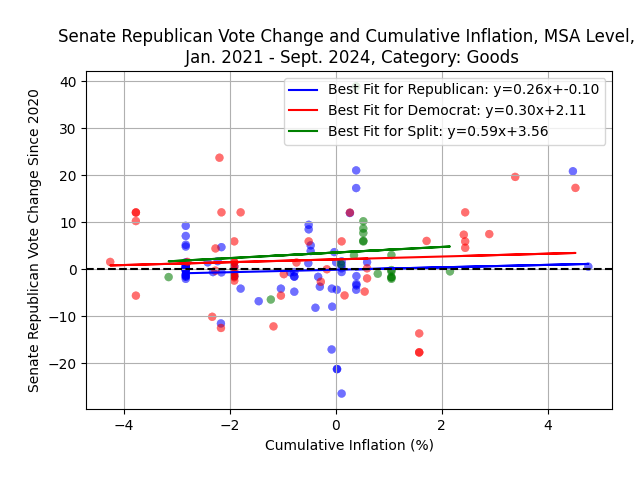 Senate Republican Vote Change and Cumulative Inflation, MSA Level,
Jan. 2021 - Sept. 2024, Category: Goods
Best Fit for Republican: y=0.26x+-0.10
Best Fit for Democrat: y=0.30x+2.11
Best Fit for Split: y=0.59x+3.56
Senate Republican Vote Change Since 2020
40
30
20
10
0
−10
−20
−4
−2
0
2
4
Cumulative Inflation (%)